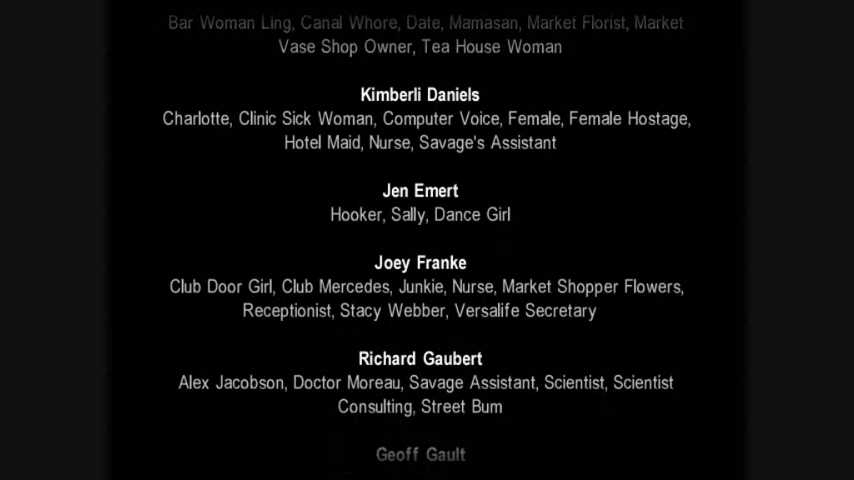 Bar Woman Ling, Canal Whore, Date, Mamasan, Market Florist, Market
Vase Shop Owner, Tea House Woman
Kimberli Daniels
Charlotte, Clinic Sick Woman, Computer Voice, Female, Female Hostage,
Hotel Maid, Nurse, Savage's Assistant
Jen Emert
Hooker, Sally, Dance Girl
Joey Franke
Club Door Girl, Club Mercedes, Junkie, Nurse, Market Shopper Flowers,
Receptionist, Stacy Webber, Versalife Secretary
Richard Gaubert
Alex Jacobson, Doctor Moreau, Savage Assistant, Scientist, Scientist
Consulting, Street Bum
Geoff Gault